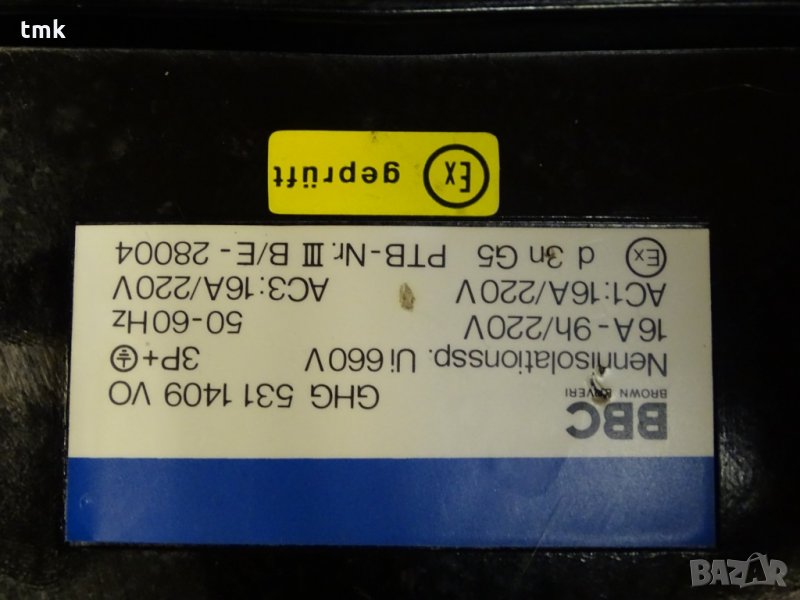 tmk
BBC
BROWN BOVERI
GHG 531 1409 VO
Nennisolationssp. Ui 660V 3P+
16A-9h/220V 50-60Hz
AC1:16A/220V AC3:16A/220V
Ex d 3n G5 PTB-Nr. III B/E-28004
Ex geprüft
BAZAR